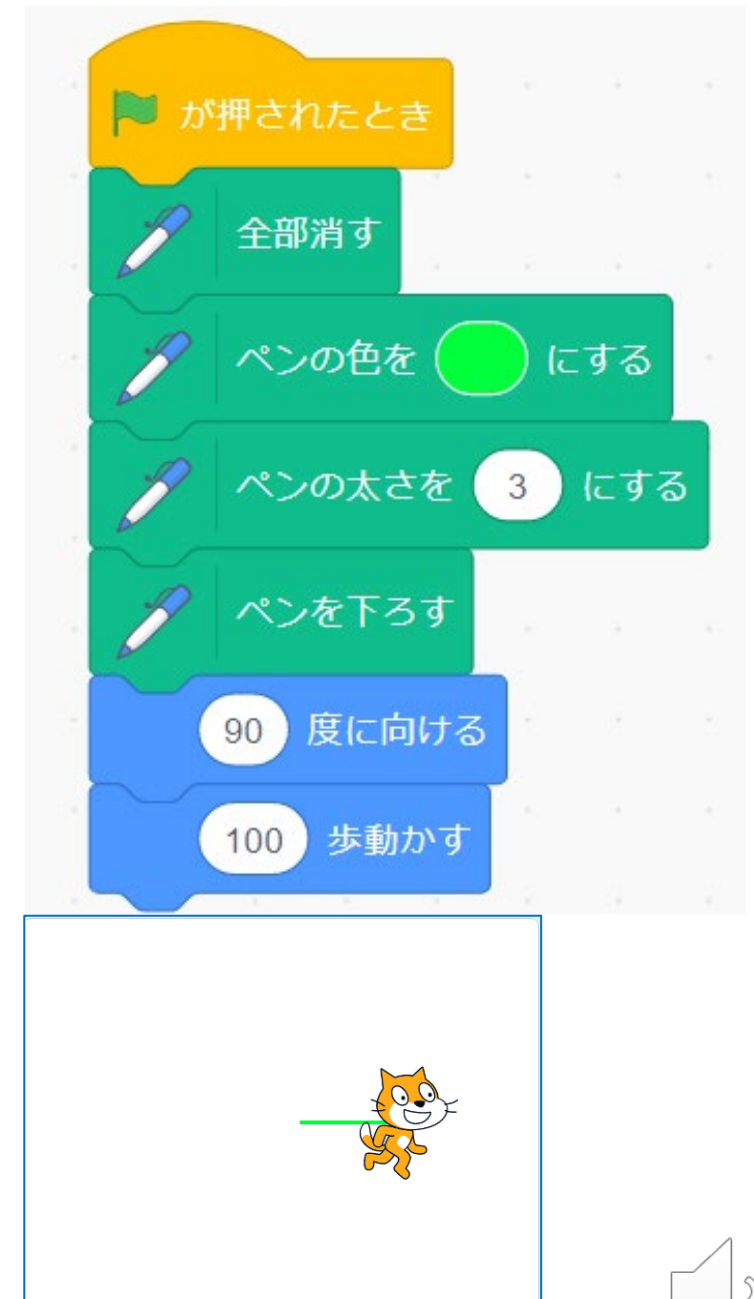 が押されたとき
全部消す
ペンの色を にする
ペンの太さを 3 にする
ペンを下ろす
90 度に向ける
100 歩動かす